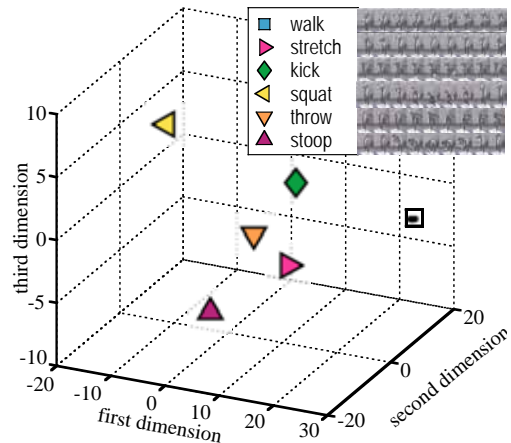 walk
stretch
kick
squat
throw
stoop
10
5
0
-5
-10
third dimension
-20
-10
0
10
20
30
first dimension
-20
0
20
second dimension